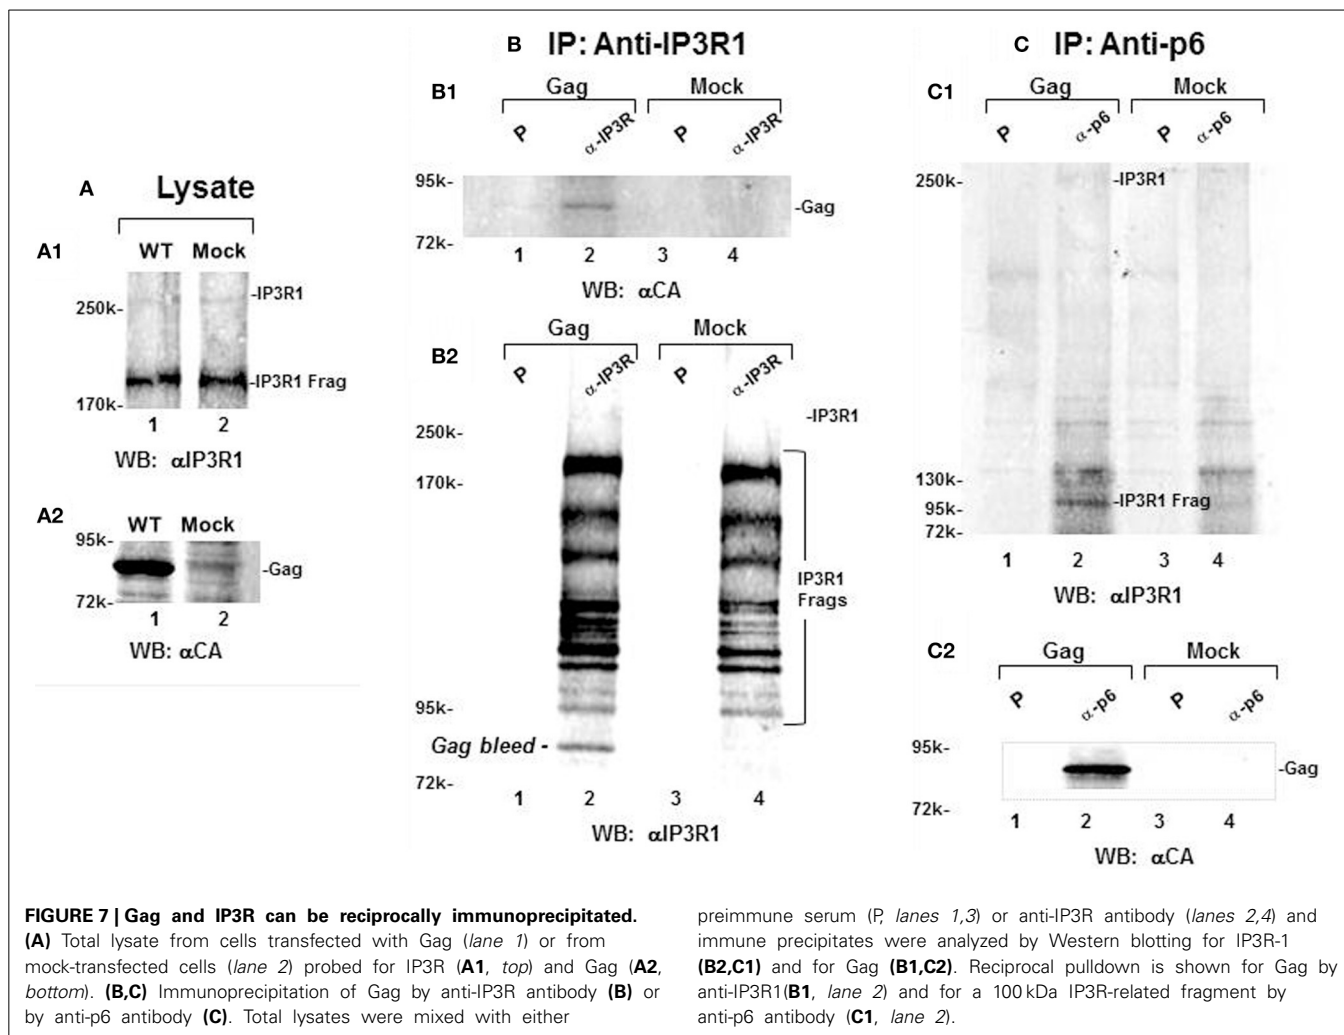 A
Lysate
A1
WT Mock
-IP3R1
250k-
-IP3R1 Frag
170k-
1 2
WB: αIP3R1
A2
WT Mock
95k-
-Gag
72k-
1 2
WB: αCA
B IP: Anti-IP3R1
B1
Gag Mock
P α-IP3R P α-IP3R
95k-
-Gag
72k-
1 2 3 4
WB: αCA
B2
Gag Mock
P α-IP3R P α-IP3R
-IP3R1
250k-
170k-
IP3R1
Frags
95k-
Gag bleed -
72k-
1 2 3 4
WB: αIP3R1
C IP: Anti-p6
C1
Gag Mock
P α-p6 P α-p6
250k- -IP3R1
130k-
95k- -IP3R1 Frag
72k-
1 2 3 4
WB: αIP3R1
C2
Gag Mock
P α-p6 P α-p6
95k-
-Gag
72k-
1 2 3 4
WB: αCA
FIGURE 7 | Gag and IP3R can be reciprocally immunoprecipitated.
(A) Total lysate from cells transfected with Gag (lane 1) or from
mock-transfected cells (lane 2) probed for IP3R (A1, top) and Gag (A2,
bottom). (B,C) Immunoprecipitation of Gag by anti-IP3R antibody (B) or
by anti-p6 antibody (C). Total lysates were mixed with either
preimmune serum (P, lanes 1,3) or anti-IP3R antibody (lanes 2,4) and
immune precipitates were analyzed by Western blotting for IP3R-1
(B2,C1) and for Gag (B1,C2). Reciprocal pulldown is shown for Gag by
anti-IP3R1(B1, lane 2) and for a 100 kDa IP3R-related fragment by
anti-p6 antibody (C1, lane 2).